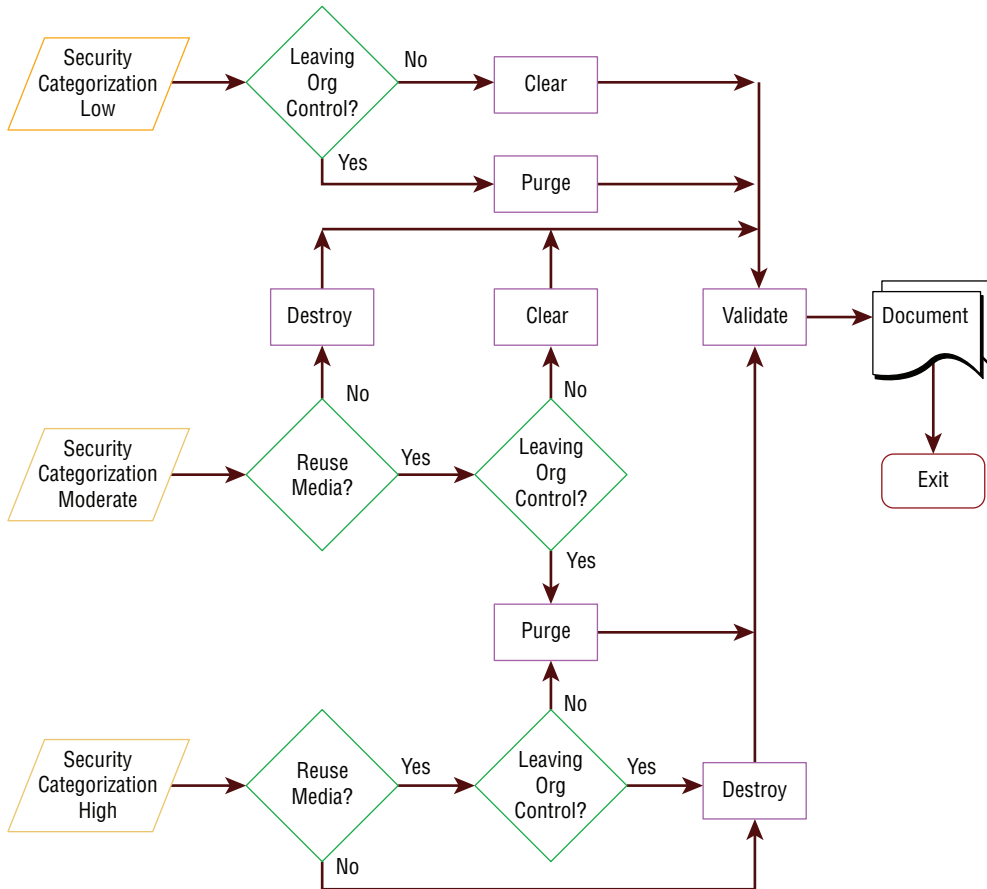 Security
Categorization
Low
Leaving
Org
Control?
No
Clear
Yes
Purge
Destroy
Clear
Validate
Document
No
No
Security
Categorization
Moderate
Reuse
Media?
Yes
Leaving
Org
Control?
Exit
Yes
Purge
No
Security
Categorization
High
Reuse
Media?
Yes
Leaving
Org
Control?
Yes
Destroy
No